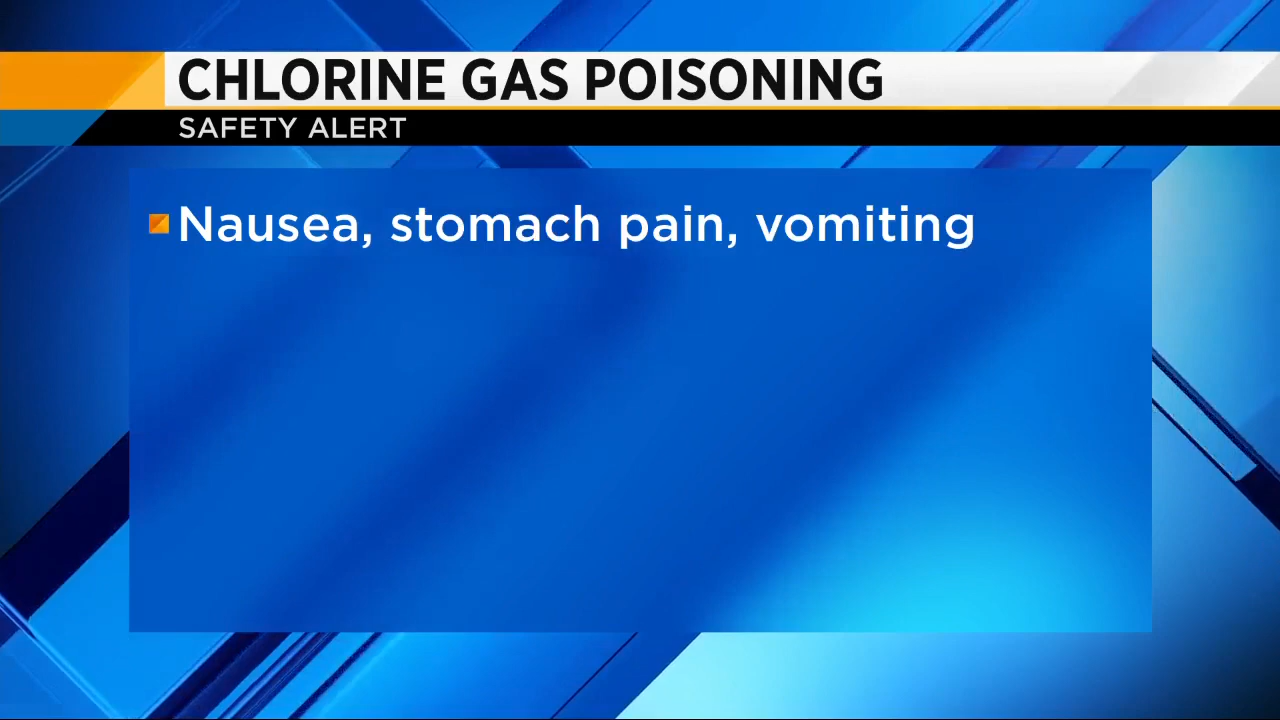 CHLORINE GAS POISONING
SAFETY ALERT
Nausea, stomach pain, vomiting